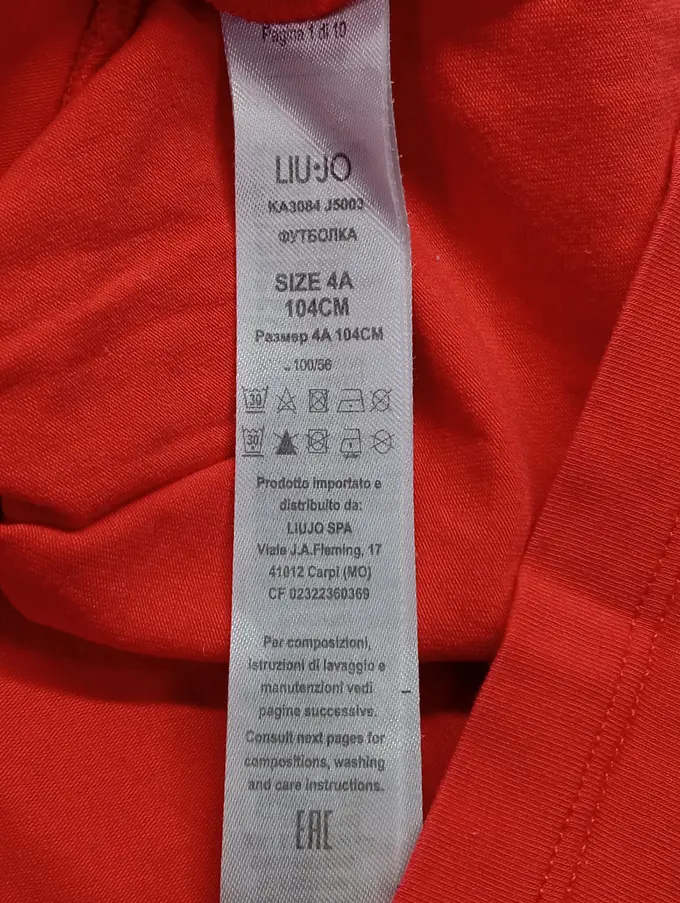 Pagina 1 di 10
LIU·JO
KA3084 J5003
ФУТБОЛКА
SIZE 4A
104CM
Размер 4A 104CM
100/56
30
30
Prodotto importato e
distribuito da:
LIUJO SPA
Viale J.A.Fleming, 17
41012 Carpi (MO)
CF 02322360369
Per composizioni,
istruzioni di lavaggio e
manutenzioni vedi
pagine successive.
Consult next pages for
compositions, washing
and care instructions.
EAC